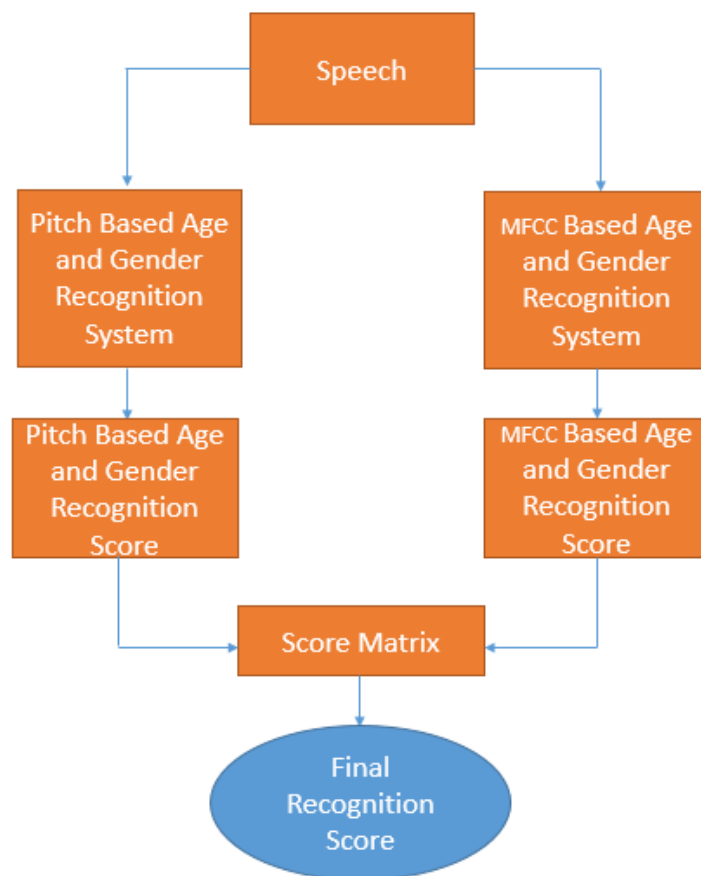 Speech
Pitch Based Age
and Gender
Recognition
System
MFCC Based Age
and Gender
Recognition
System
Pitch Based Age
and Gender
Recognition
Score
MFCC Based Age
and Gender
Recognition
Score
Score Matrix
Final
Recognition
Score